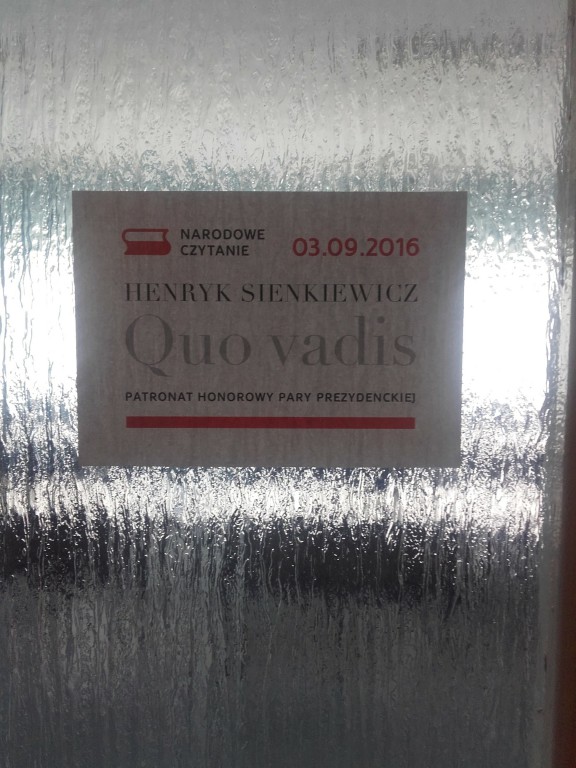 NARODOWE
CZYTANIE
03.09.2016
HENRYK SIENKIEWICZ
Quo vadis
PATRONAT HONOROWY PARY PREZYDENCKIEJ